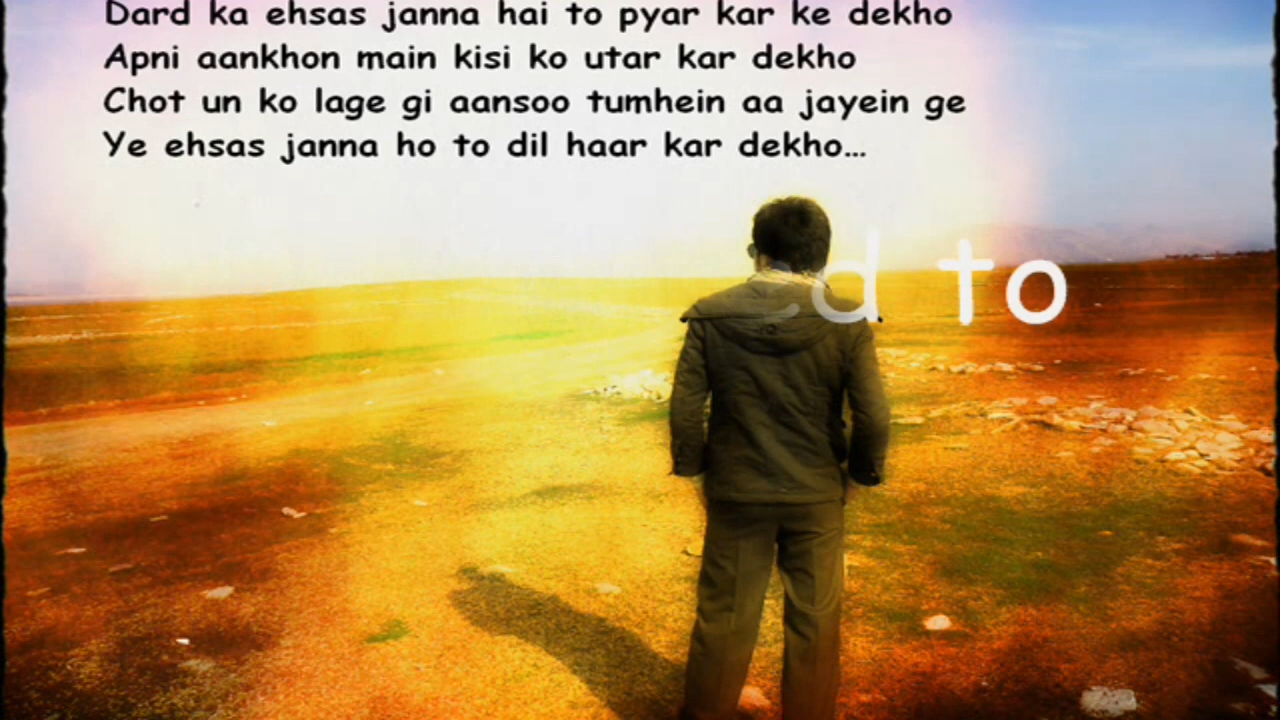 Dard ka ehsas janna hai to pyar kar ke dekho
Apni aankhon main kisi ko utar kar dekho
Chot un ko lage gi aansoo tumhein aa jayein ge
Ye ehsas janna ho to dil haar kar dekho...
to